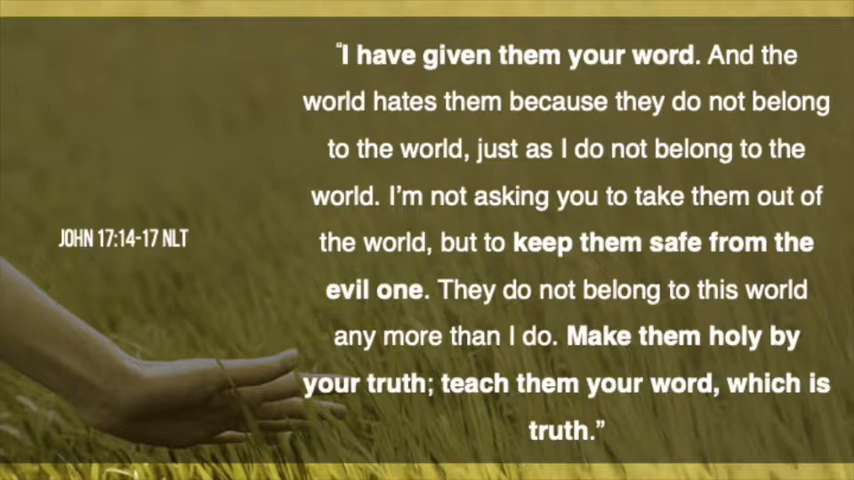 JOHN 17:14-17 NLT
“I have given them your word. And the
world hates them because they do not belong
to the world, just as I do not belong to the
world. I’m not asking you to take them out of
the world, but to keep them safe from the
evil one. They do not belong to this world
any more than I do. Make them holy by
your truth; teach them your word, which is
truth.”